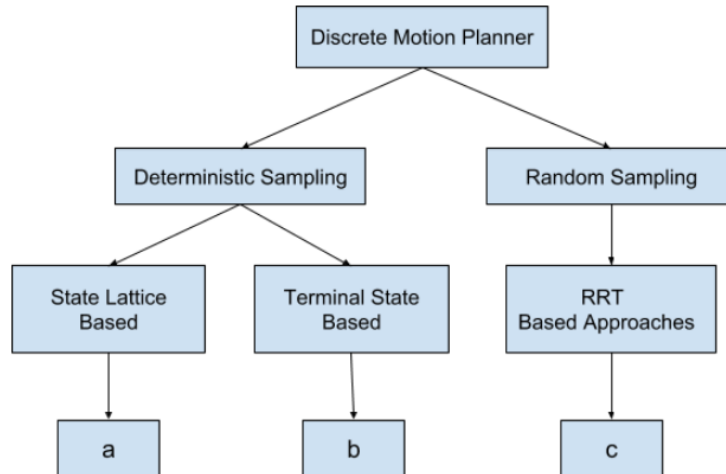 Discrete Motion Planner
Deterministic Sampling
Random Sampling
State Lattice
Based
Terminal State
Based
RRT
Based Approaches
a
b
c